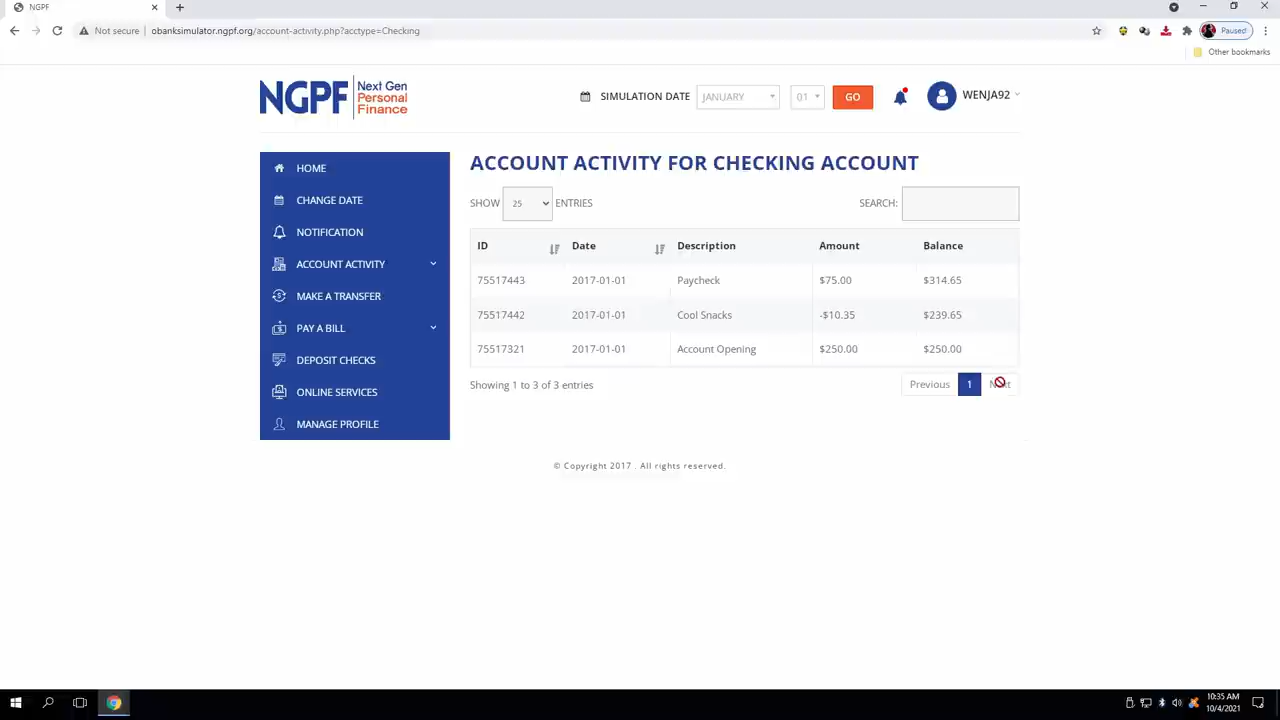 NGPF
Not secure | obanksimulator.ngpf.org/account-activity.php?acctype=Checking
Paused
Other bookmarks
NGPF Next Gen
Personal
Finance
SIMULATION DATE JANUARY 01 GO WENJA92
HOME
CHANGE DATE
NOTIFICATION
ACCOUNT ACTIVITY
MAKE A TRANSFER
PAY A BILL
DEPOSIT CHECKS
ONLINE SERVICES
MANAGE PROFILE
ACCOUNT ACTIVITY FOR CHECKING ACCOUNT
SHOW 25 ENTRIES SEARCH:
ID Date Description Amount Balance
75517443 2017-01-01 Paycheck $75.00 $314.65
75517442 2017-01-01 Cool Snacks -$10.35 $239.65
75517321 2017-01-01 Account Opening $250.00 $250.00
Showing 1 to 3 of 3 entries Previous 1 Next
© Copyright 2017 . All rights reserved.
10:35 AM
10/4/2021